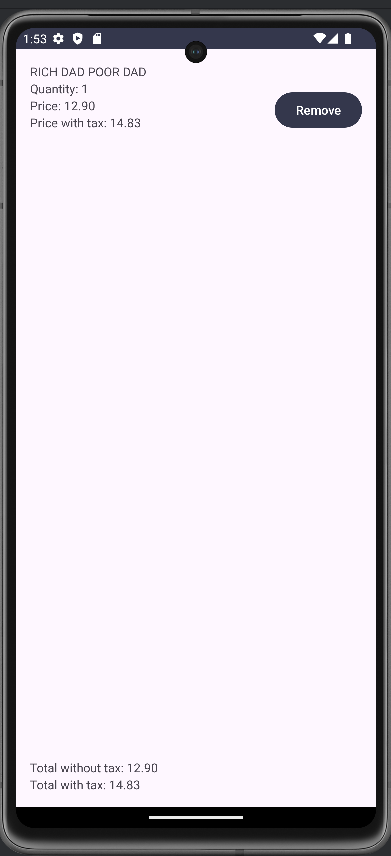 1:53
RICH DAD POOR DAD
Quantity: 1
Price: 12.90
Price with tax: 14.83
Remove
Total without tax: 12.90
Total with tax: 14.83